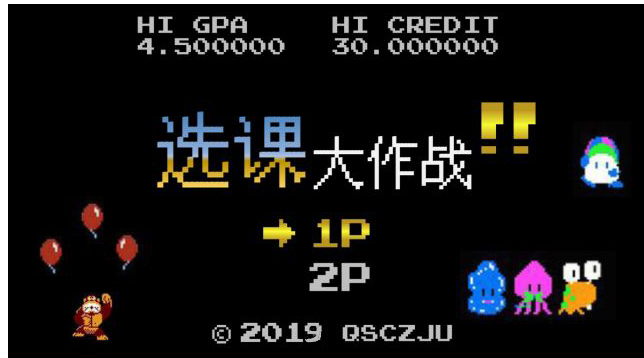 HI GPA HI CREDIT
4.500000 30.000000
选课大作战!!
1P
2P
© 2019 QSCZJU